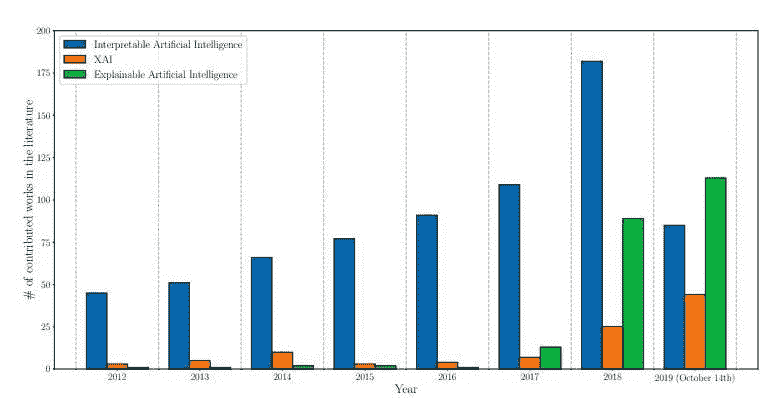 200
175
150
125
100
75
50
25
0
# of contributed works in the literature
Interpretable Artificial Intelligence
XAI
Explainable Artificial Intelligence
2012 2013 2014 2015 2016 2017 2018 2019 (October 14th)
Year